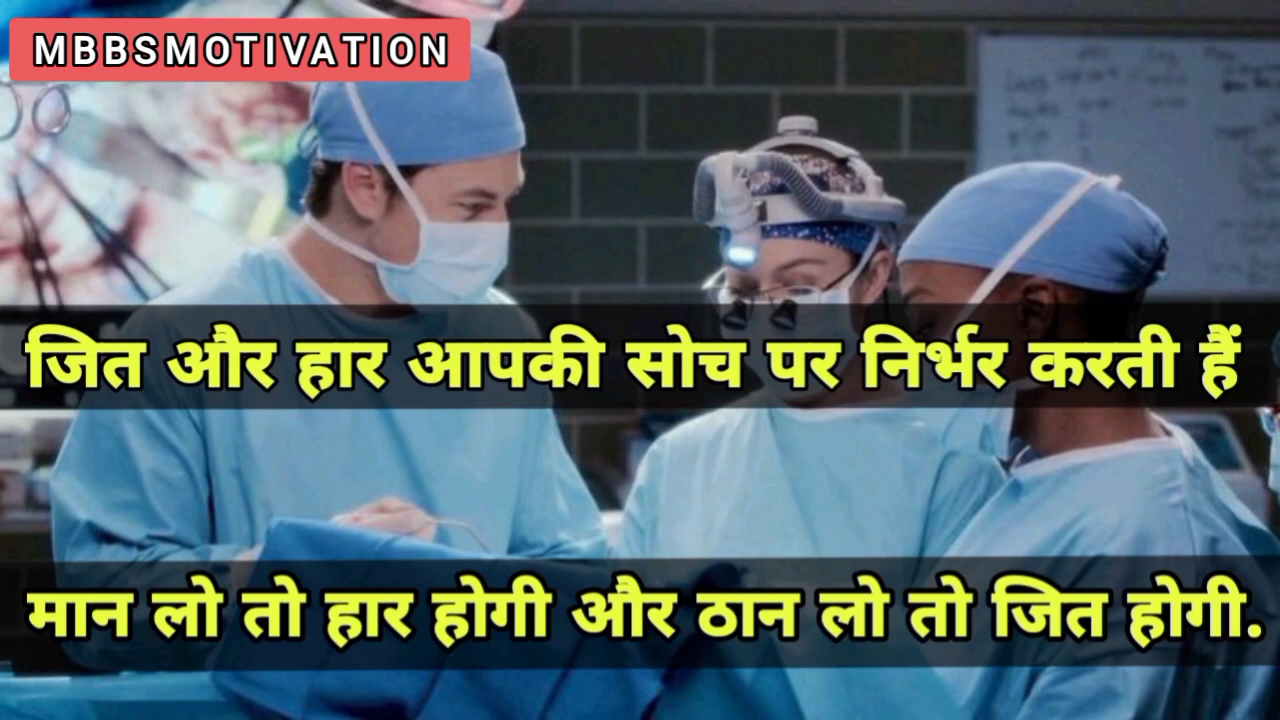 MBBSMOTIVATION
जित और हार आपकी सोच पर निर्भर करती हैं
मान लो तो हार होगी और ठान लो तो जित होगी.